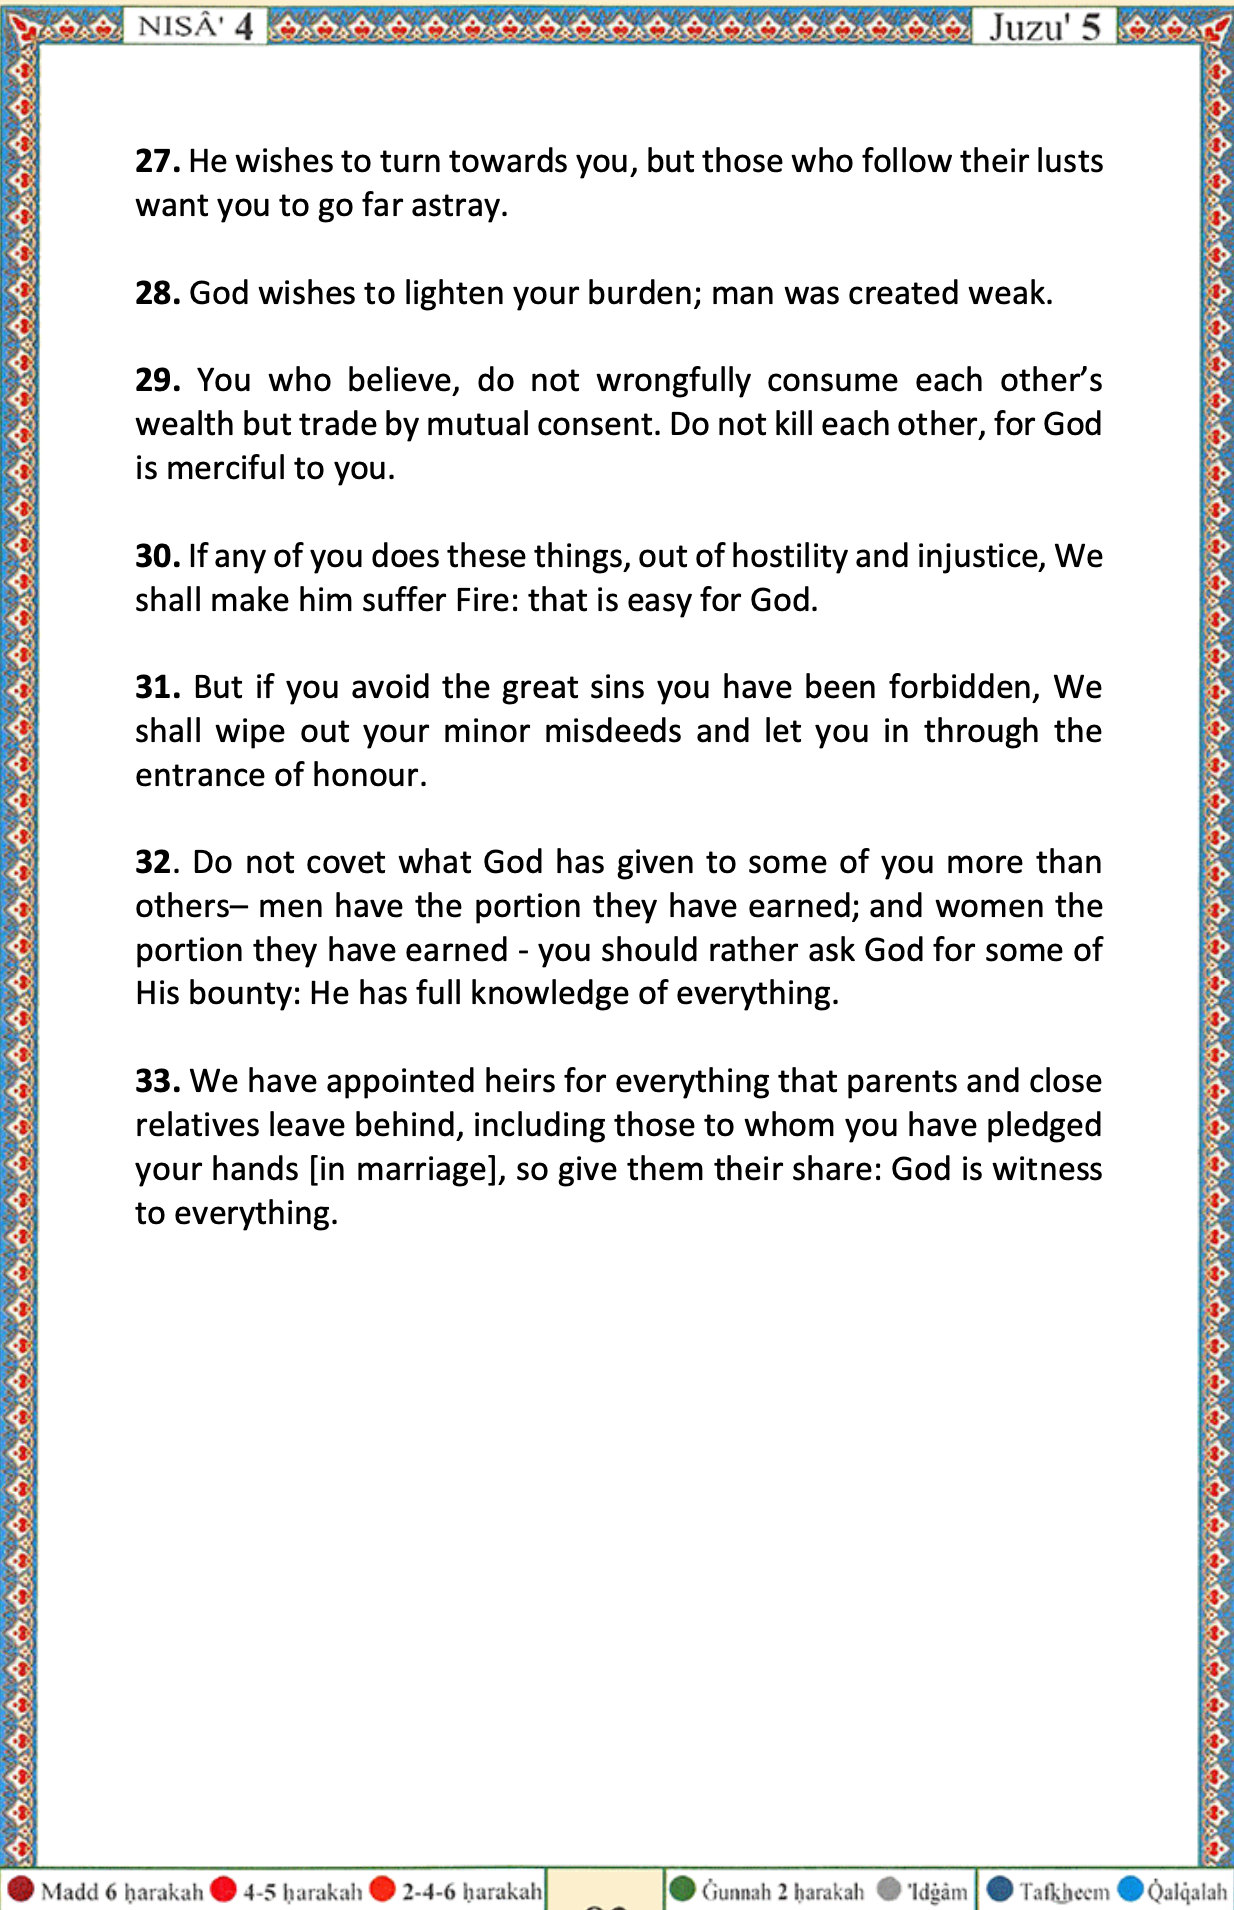 NISÂ' 4
Juzu' 5
27. He wishes to turn towards you, but those who follow their lusts
want you to go far astray.
28. God wishes to lighten your burden; man was created weak.
29. You who believe, do not wrongfully consume each other’s
wealth but trade by mutual consent. Do not kill each other, for God
is merciful to you.
30. If any of you does these things, out of hostility and injustice, We
shall make him suffer Fire: that is easy for God.
31. But if you avoid the great sins you have been forbidden, We
shall wipe out your minor misdeeds and let you in through the
entrance of honour.
32. Do not covet what God has given to some of you more than
others– men have the portion they have earned; and women the
portion they have earned - you should rather ask God for some of
His bounty: He has full knowledge of everything.
33. We have appointed heirs for everything that parents and close
relatives leave behind, including those to whom you have pledged
your hands [in marriage], so give them their share: God is witness
to everything.
Madd 6 ḥarakah 4-5 ḥarakah 2-4-6 ḥarakah
Ġunnah 2 ḥarakah 'Idġâm
Tafkheem Q̇alq̇alah